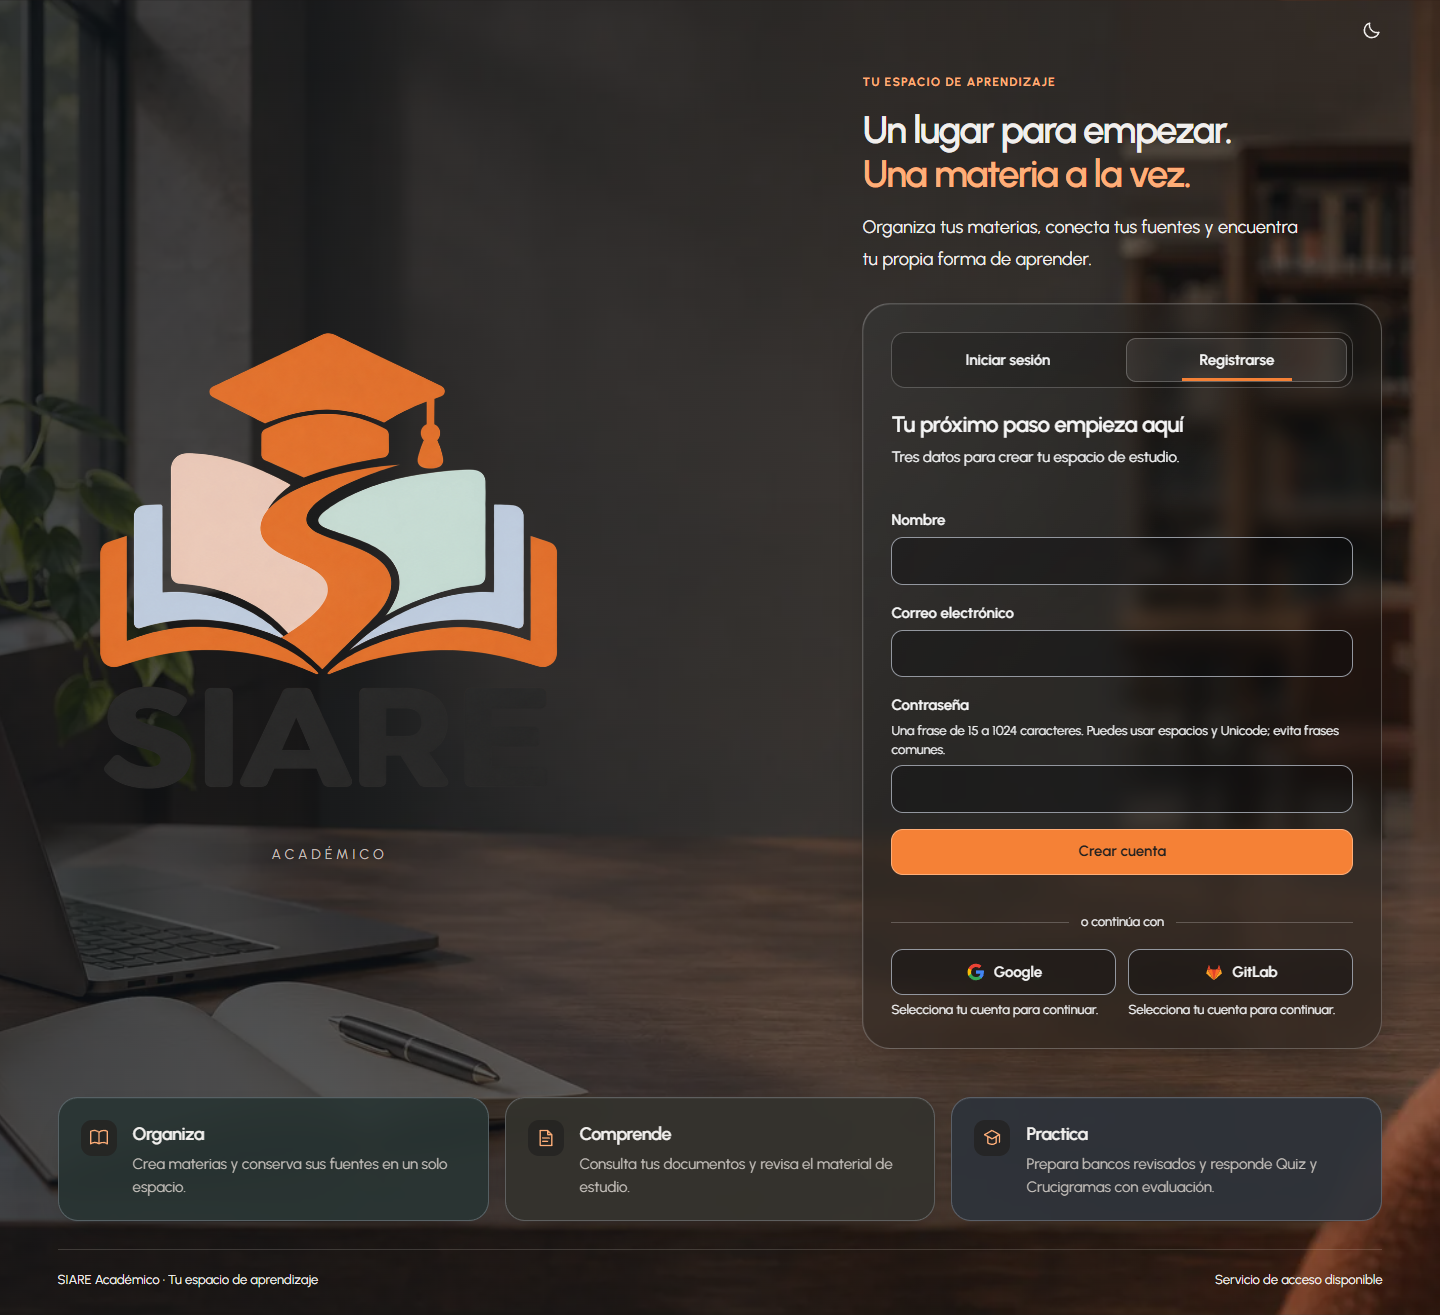 TU ESPACIO DE APRENDIZAJE
Un lugar para empezar.
Una materia a la vez.
Organiza tus materias, conecta tus fuentes y encuentra
tu propia forma de aprender.
SIARE
ACADÉMICO
Iniciar sesión
Registrarse
Tu próximo paso empieza aquí
Tres datos para crear tu espacio de estudio.
Nombre
Correo electrónico
Contraseña
Una frase de 15 a 1024 caracteres. Puedes usar espacios y Unicode; evita frases
comunes.
Crear cuenta
o continúa con
Google
GitLab
Selecciona tu cuenta para continuar.
Selecciona tu cuenta para continuar.
Organiza
Crea materias y conserva sus fuentes en un solo
espacio.
Comprende
Consulta tus documentos y revisa el material de
estudio.
Practica
Prepara bancos revisados y responde Quiz y
Crucigramas con evaluación.
SIARE Académico · Tu espacio de aprendizaje
Servicio de acceso disponible